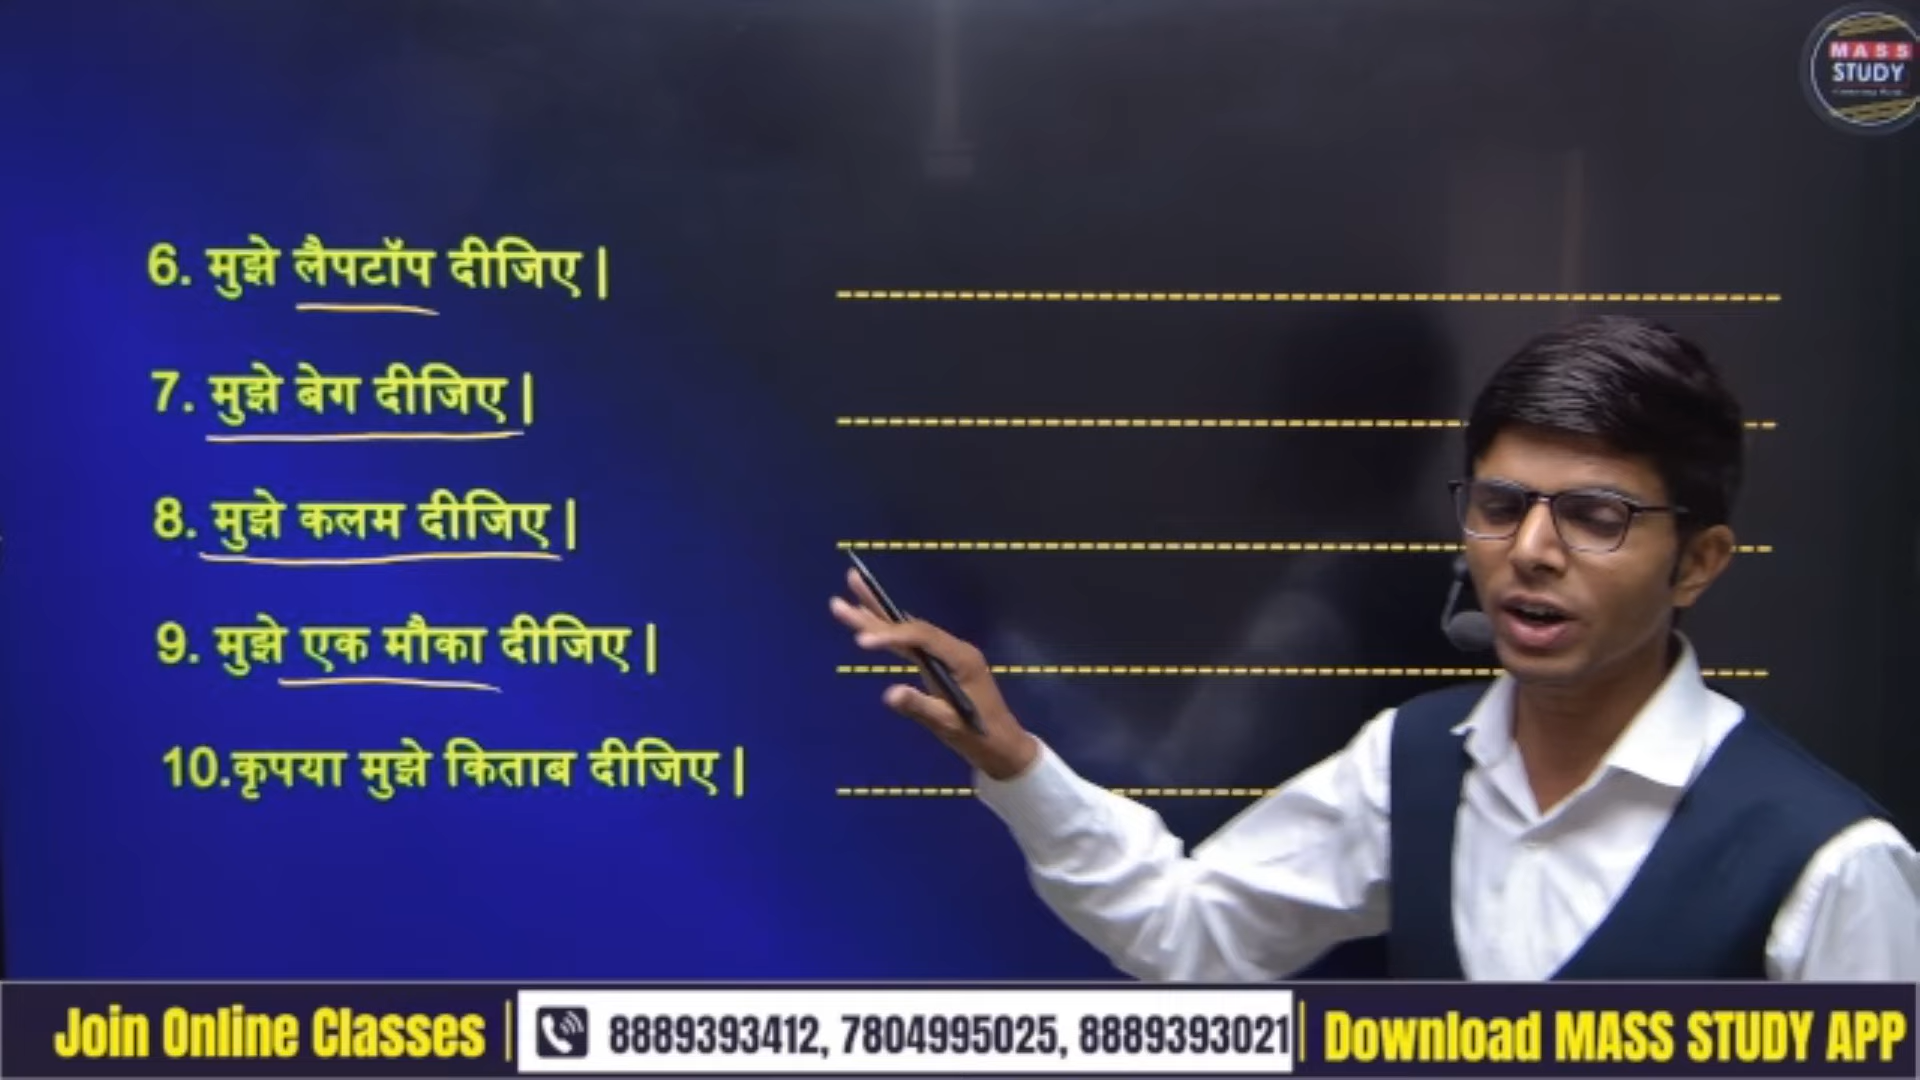 MASS
STUDY
6. मुझे लैपटॉप दीजिए |
7. मुझे बेग दीजिए |
8. मुझे कलम दीजिए |
9. मुझे एक मौका दीजिए |
10.कृपया मुझे किताब दीजिए |
Join Online Classes | 8889393412, 7804995025, 8889393021 | Download MASS STUDY APP